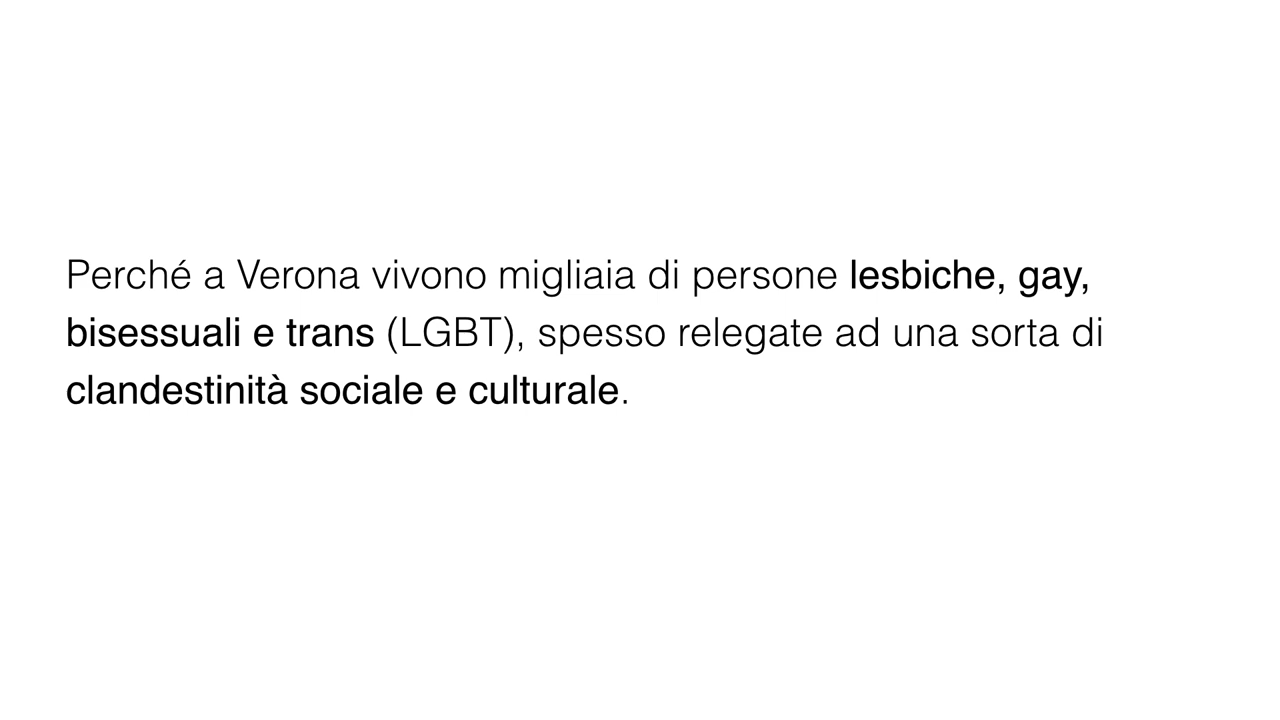 Perché a Verona vivono migliaia di persone lesbiche, gay,
bisessuali e trans (LGBT), spesso relegate ad una sorta di
clandestinità sociale e culturale.